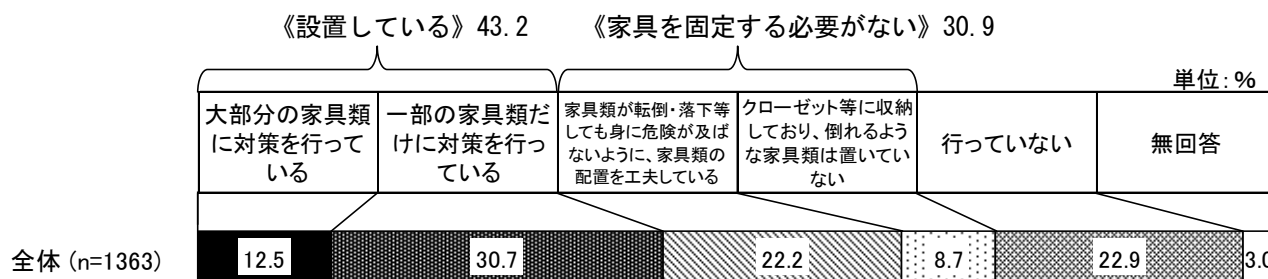 《設置している》43.2
《家具を固定する必要がない》30.9
単位:%
大部分の家具類
に対策を行って
いる
一部の家具類だ
けに対策を行っ
ている
家具類が転倒・落下等
しても身に危険が及ば
ないように、家具類の
配置を工夫している
クローゼット等に収納
しており、倒れるよう
な家具類は置いてい
ない
行っていない
無回答
全体(n=1363)
12.5
30.7
22.2
8.7
22.9
3.0